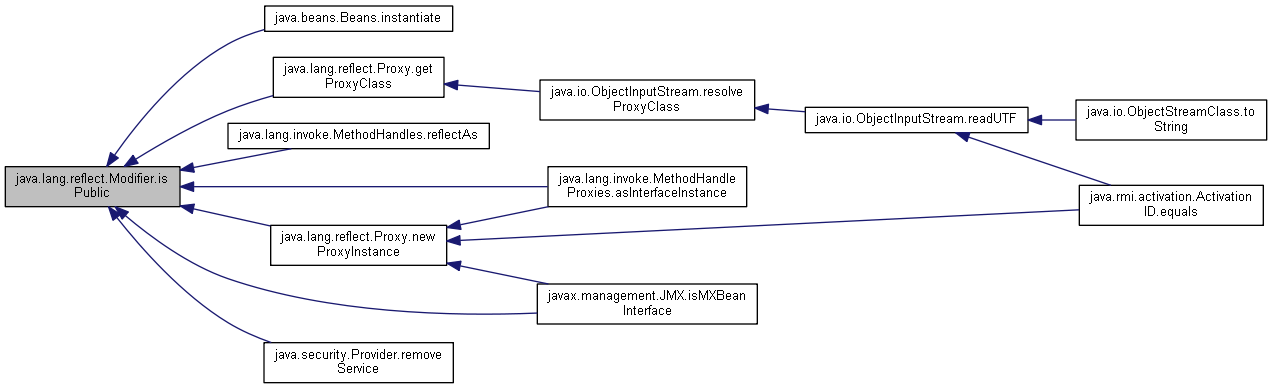 java.beans.Beans.instantiate
java.lang.reflect.Proxy.get
ProxyClass
java.io.ObjectInputStream.resolve
ProxyClass
java.io.ObjectInputStream.readUTF
java.io.ObjectStreamClass.to
String
java.lang.invoke.MethodHandles.reflectAs
java.lang.reflect.Modifier.is
Public
java.lang.invoke.MethodHandle
Proxies.asInterfaceInstance
java.rmi.activation.Activation
ID.equals
java.lang.reflect.Proxy.new
ProxyInstance
javax.management.JMX.isMXBean
Interface
java.security.Provider.remove
Service